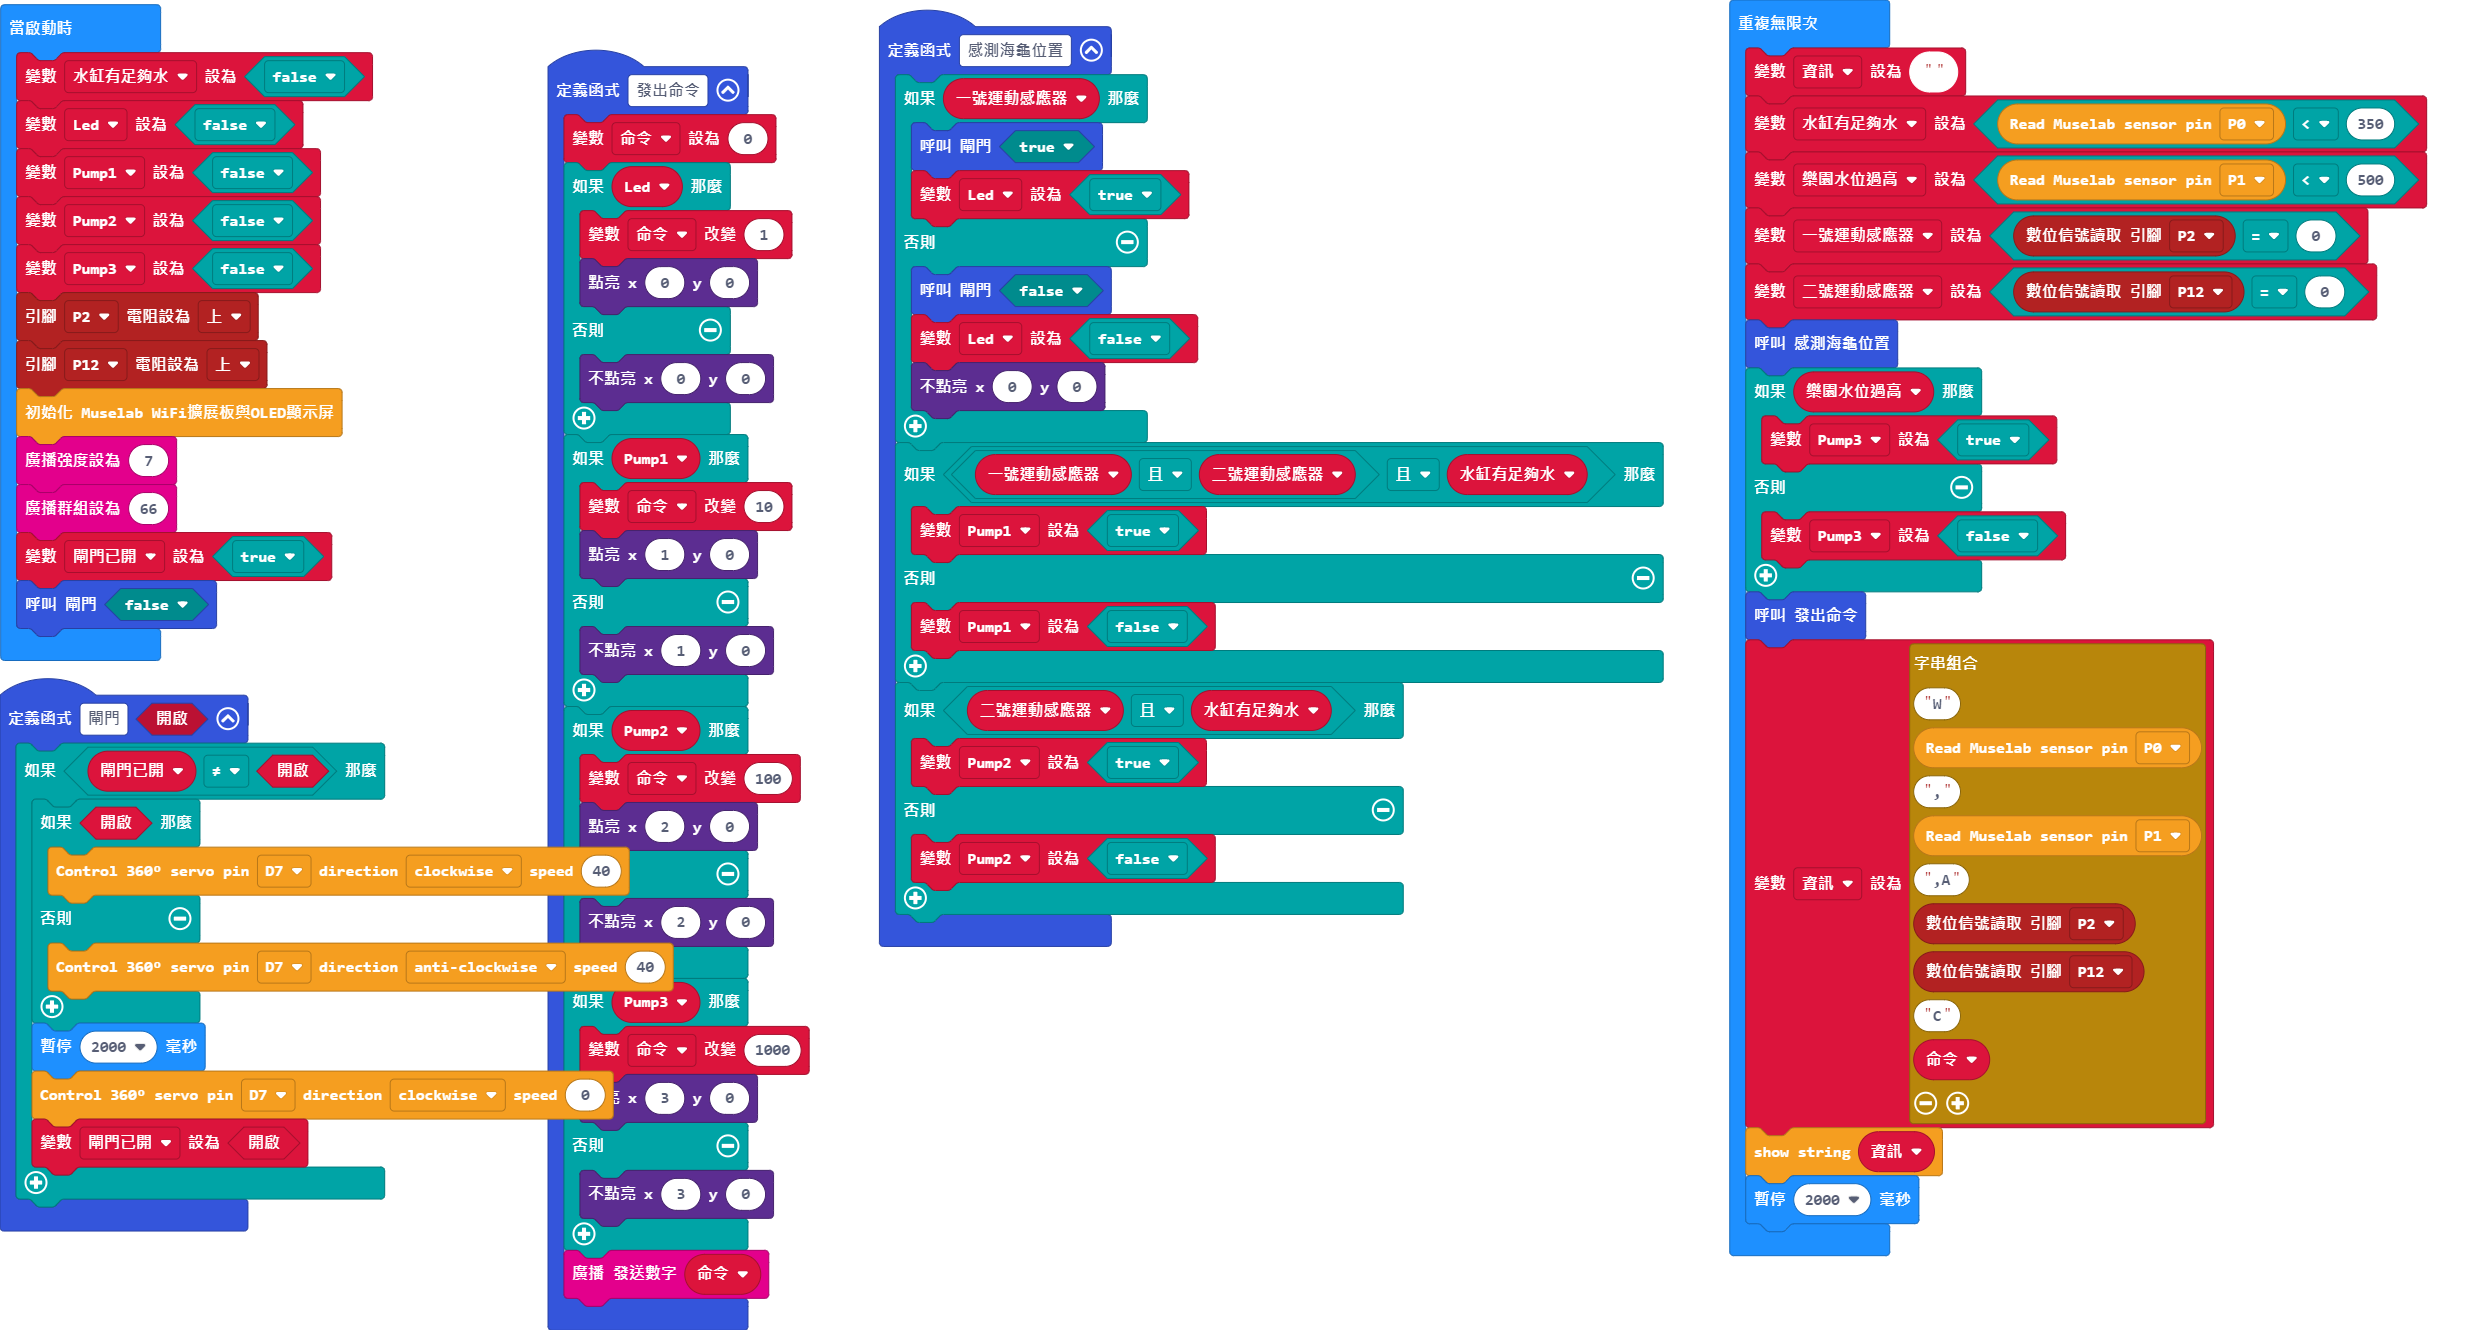 當啟動時
變數 水缸有足夠水 設為 false
變數 Led 設為 false
變數 Pump1 設為 false
變數 Pump2 設為 false
變數 Pump3 設為 false
引腳 P2 電阻設為 上
引腳 P12 電阻設為 上
初始化 Muselab WiFi擴展板與OLED顯示屏
廣播強度設為 7
廣播群組設為 66
變數 閘門已開 設為 true
呼叫 閘門 false
定義函式 閘門 開啟
如果 閘門已開 ≠ 開啟 那麼
如果 開啟 那麼
Control 360º servo pin D7 direction clockwise speed 40
否則
Control 360º servo pin D7 direction anti-clockwise speed 40
暫停 2000 毫秒
Control 360º servo pin D7 direction clockwise speed 0
變數 閘門已開 設為 開啟
定義函式 發出命令
變數 命令 設為 0
如果 Led 那麼
變數 命令 改變 1
點亮 x 0 y 0
否則
不點亮 x 0 y 0
如果 Pump1 那麼
變數 命令 改變 10
點亮 x 1 y 0
否則
不點亮 x 1 y 0
如果 Pump2 那麼
變數 命令 改變 100
點亮 x 2 y 0
不點亮 x 2 y 0
如果 Pump3 那麼
變數 命令 改變 1000
亮 x 3 y 0
否則
不點亮 x 3 y 0
廣播 發送數字 命令
定義函式 感測海龜位置
如果 一號運動感應器 那麼
呼叫 閘門 true
變數 Led 設為 true
否則
呼叫 閘門 false
變數 Led 設為 false
不點亮 x 0 y 0
如果 一號運動感應器 且 二號運動感應器 且 水缸有足夠水 那麼
變數 Pump1 設為 true
否則
變數 Pump1 設為 false
如果 二號運動感應器 且 水缸有足夠水 那麼
變數 Pump2 設為 true
否則
變數 Pump2 設為 false
重複無限次
變數 資訊 設為 " "
變數 水缸有足夠水 設為 Read Muselab sensor pin P0 < 350
變數 樂園水位過高 設為 Read Muselab sensor pin P1 < 500
變數 一號運動感應器 設為 數位信號讀取 引腳 P2 = 0
變數 二號運動感應器 設為 數位信號讀取 引腳 P12 = 0
呼叫 感測海龜位置
如果 樂園水位過高 那麼
變數 Pump3 設為 true
否則
變數 Pump3 設為 false
呼叫 發出命令
變數 資訊 設為
字串組合
"W"
Read Muselab sensor pin P0
","
Read Muselab sensor pin P1
",A"
數位信號讀取 引腳 P2
數位信號讀取 引腳 P12
"C"
命令
show string 資訊
暫停 2000 毫秒